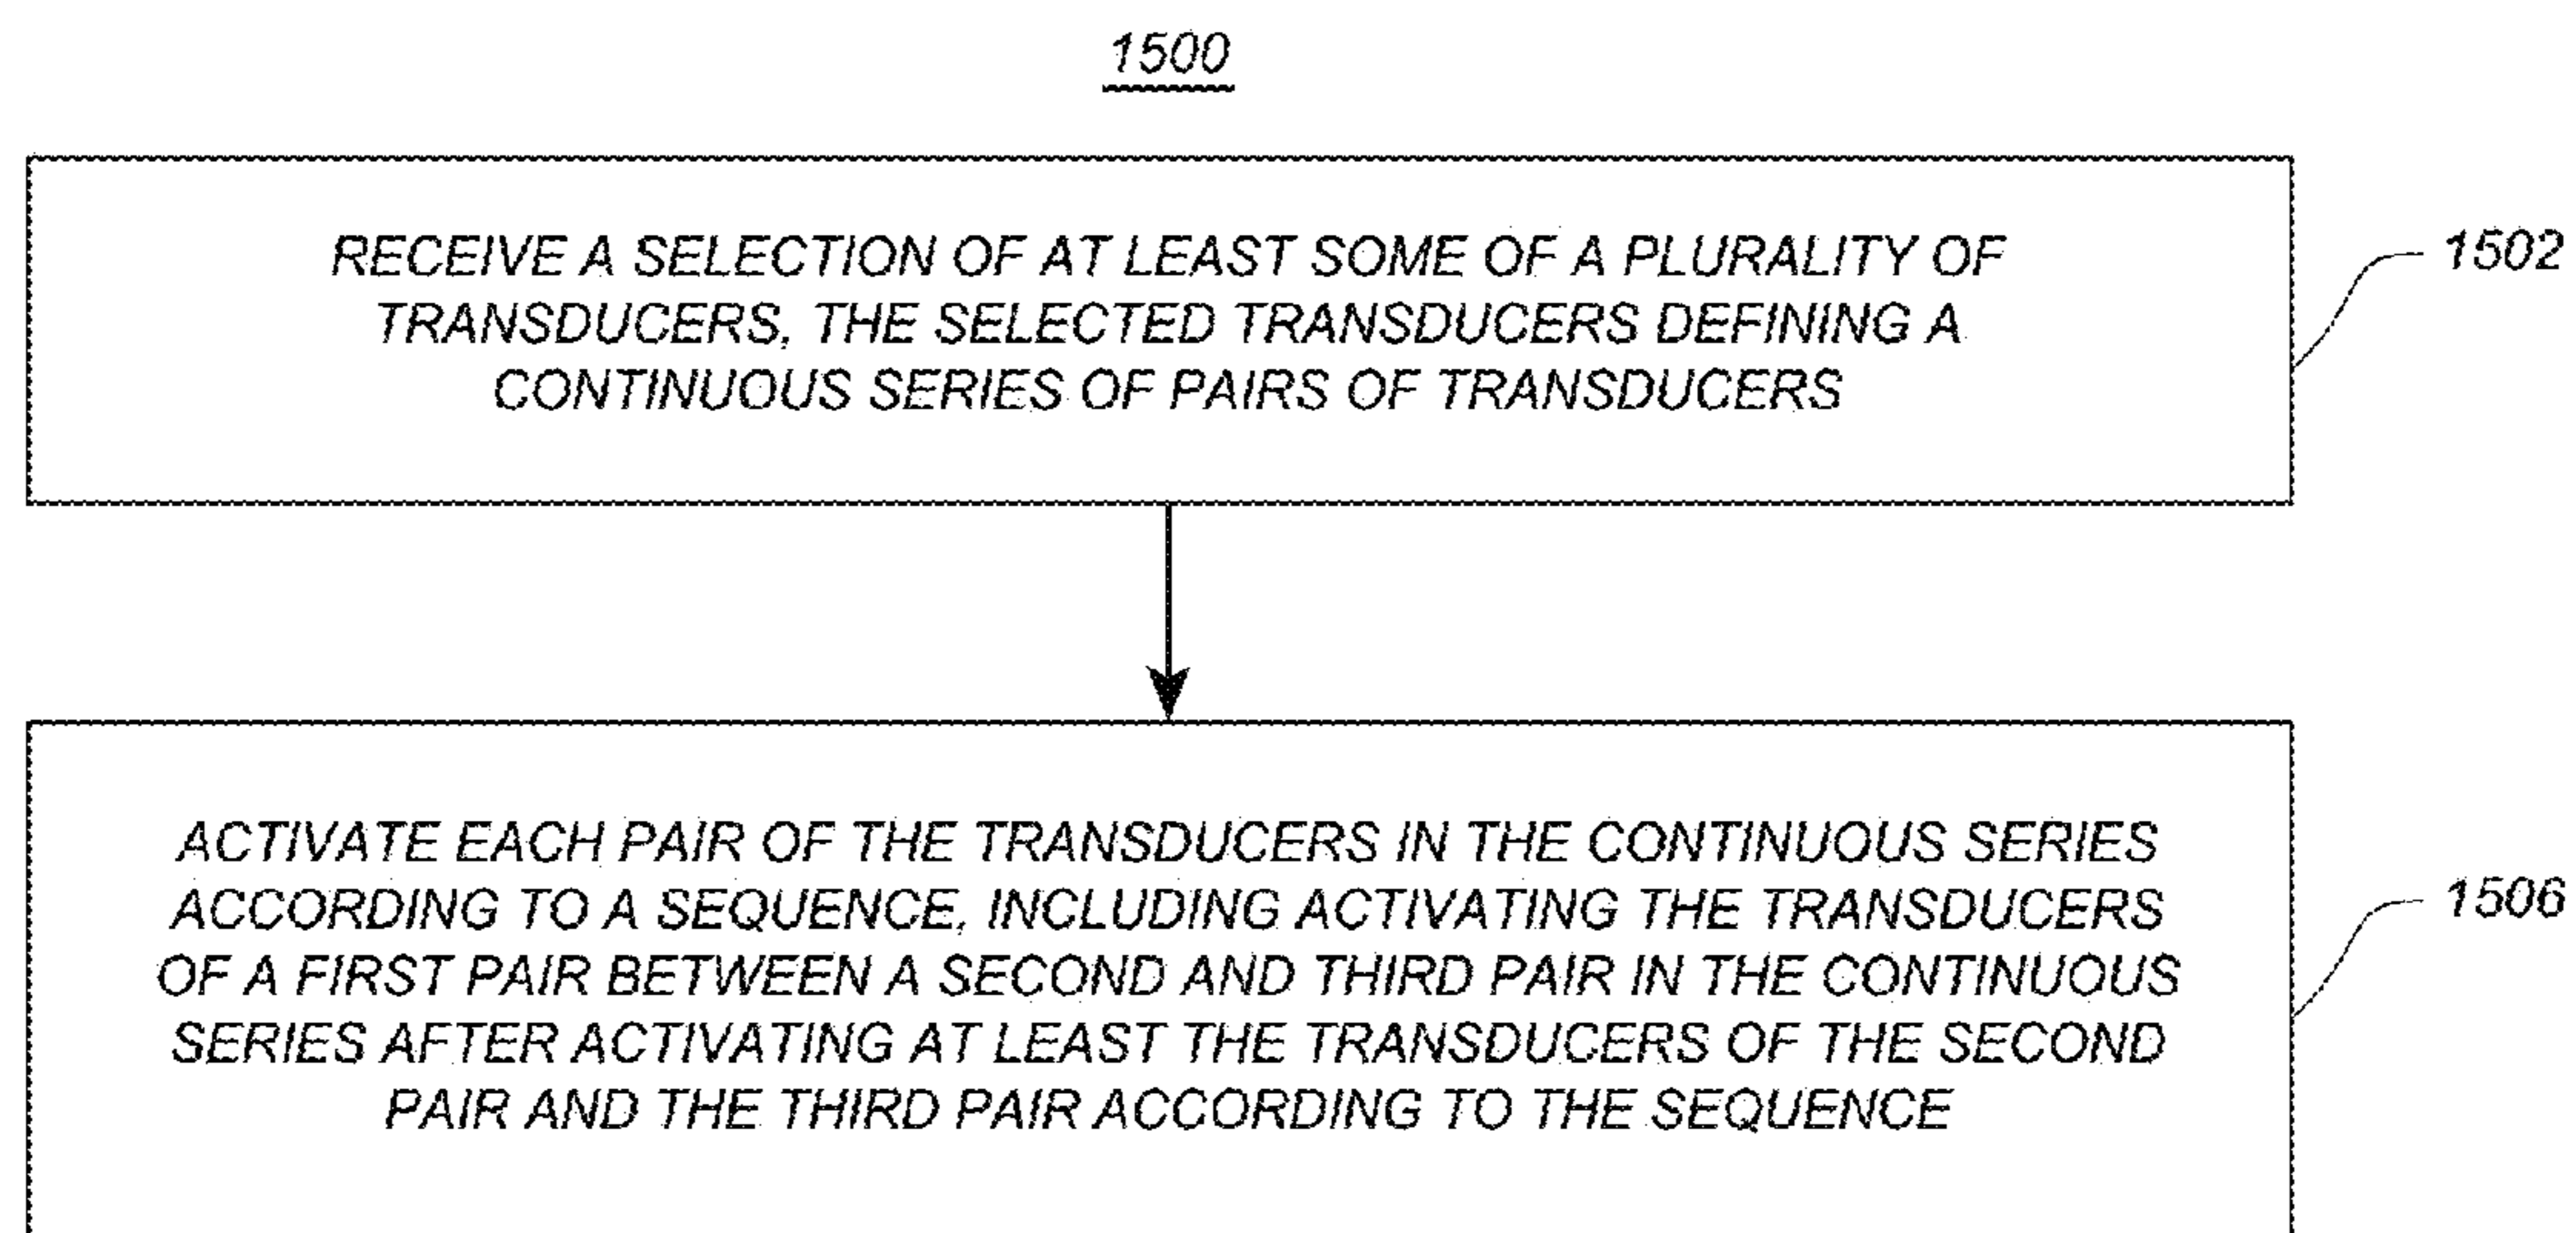 1500
RECEIVE A SELECTION OF AT LEAST SOME OF A PLURALITY OF
TRANSDUCERS, THE SELECTED TRANSDUCERS DEFINING A
CONTINUOUS SERIES OF PAIRS OF TRANSDUCERS
1502
ACTIVATE EACH PAIR OF THE TRANSDUCERS IN THE CONTINUOUS SERIES
ACCORDING TO A SEQUENCE, INCLUDING ACTIVATING THE TRANSDUCERS
OF A FIRST PAIR BETWEEN A SECOND AND THIRD PAIR IN THE CONTINUOUS
SERIES AFTER ACTIVATING AT LEAST THE TRANSDUCERS OF THE SECOND
PAIR AND THE THIRD PAIR ACCORDING TO THE SEQUENCE
1506